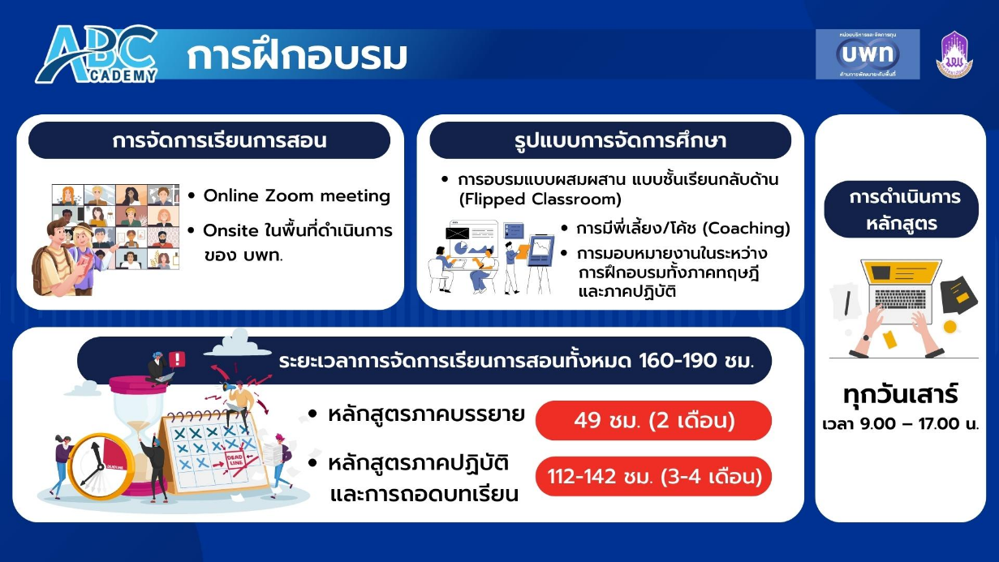 ABC
ACADEMY
การฝึกอบรม
หน่วยบริหารและจัดการทุน
บพท
ด้านการพัฒนาระดับพื้นที่
การจัดการเรียนการสอน
• Online Zoom meeting
• Onsite ในพื้นที่ดำเนินการ
ของ บพท.
รูปแบบการจัดการศึกษา
• การอบรมแบบผสมผสาน แบบชั้นเรียนกลับด้าน
(Flipped Classroom)
• การมีพี่เลี้ยง/โค้ช (Coaching)
• การมอบหมายงานในระหว่าง
การฝึกอบรมทั้งภาคทฤษฎี
และภาคปฏิบัติ
การดำเนินการ
หลักสูตร
ทุกวันเสาร์
เวลา 9.00 – 17.00 น.
ระยะเวลาการจัดการเรียนการสอนทั้งหมด 160-190 ชม.
• หลักสูตรภาคบรรยาย
49 ชม. (2 เดือน)
• หลักสูตรภาคปฏิบัติ
และการถอดบทเรียน
112-142 ชม. (3-4 เดือน)
DEADLINE
DEAD
LINE